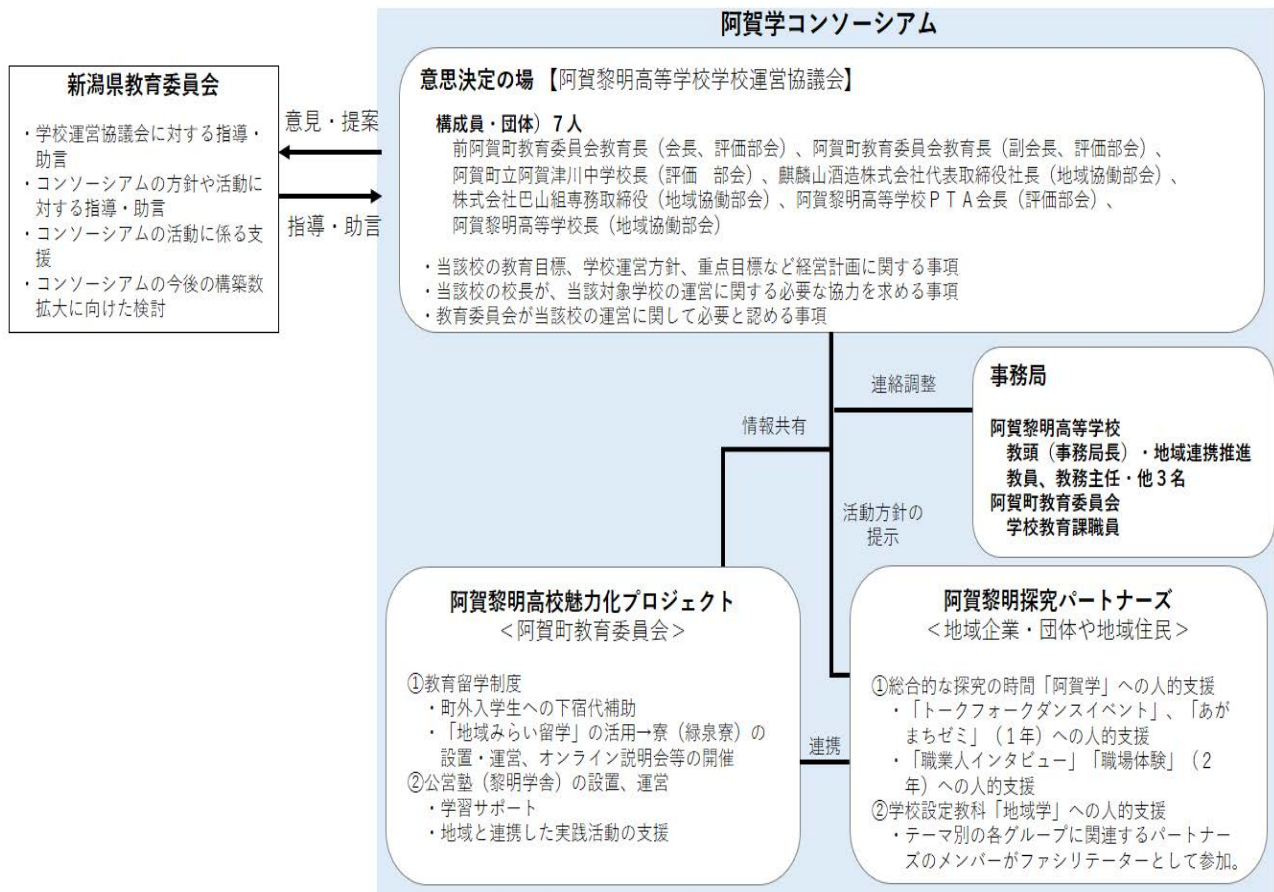 阿賀学コンソーシアム
新潟県教育委員会
・学校運営協議会に対する指導・
助言
・コンソーシアムの方針や活動に
対する指導・助言
・コンソーシアムの活動に係る支
援
・コンソーシアムの今後の構築数
拡大に向けた検討
意見・提案
指導・助言
意思決定の場 【阿賀黎明高等学校学校運営協議会】
構成員・団体）７人
前阿賀町教育委員会教育長（会長、評価部会）、阿賀町教育委員会教育長（副会長、評価部会）、
阿賀町立阿賀津川中学校長（評価　部会）、麒麟山酒造株式会社代表取締役社長（地域協働部会）、
株式会社巴山組専務取締役（地域協働部会）、阿賀黎明高等学校ＰＴＡ会長（評価部会）、
阿賀黎明高等学校長（地域協働部会）
・当該校の教育目標、学校運営方針、重点目標など経営計画に関する事項
・当該校の校長が、当該対象学校の運営に関する必要な協力を求める事項
・教育委員会が当該校の運営に関して必要と認める事項
連絡調整
事務局
阿賀黎明高等学校
教頭（事務局長）・地域連携推進
教員、教務主任・他３名
阿賀町教育委員会
学校教育課職員
情報共有
活動方針の
提示
阿賀黎明高校魅力化プロジェクト
＜阿賀町教育委員会＞
①教育留学制度
・町外入学生への下宿代補助
・「地域みらい留学」の活用→寮（緑泉寮）の
設置・運営、オンライン説明会等の開催
②公営塾（黎明学舎）の設置、運営
・学習サポート
・地域と連携した実践活動の支援
連携
阿賀黎明探究パートナーズ
＜地域企業・団体や地域住民＞
①総合的な探究の時間「阿賀学」への人的支援
・「トークフォークダンスイベント」、「あが
まちゼミ」（１年）への人的支援
・「職業人インタビュー」「職場体験」（２
年）への人的支援
②学校設定教科「地域学」への人的支援
・テーマ別の各グループに関連するパートナー
ズのメンバーがファシリテーターとして参加。